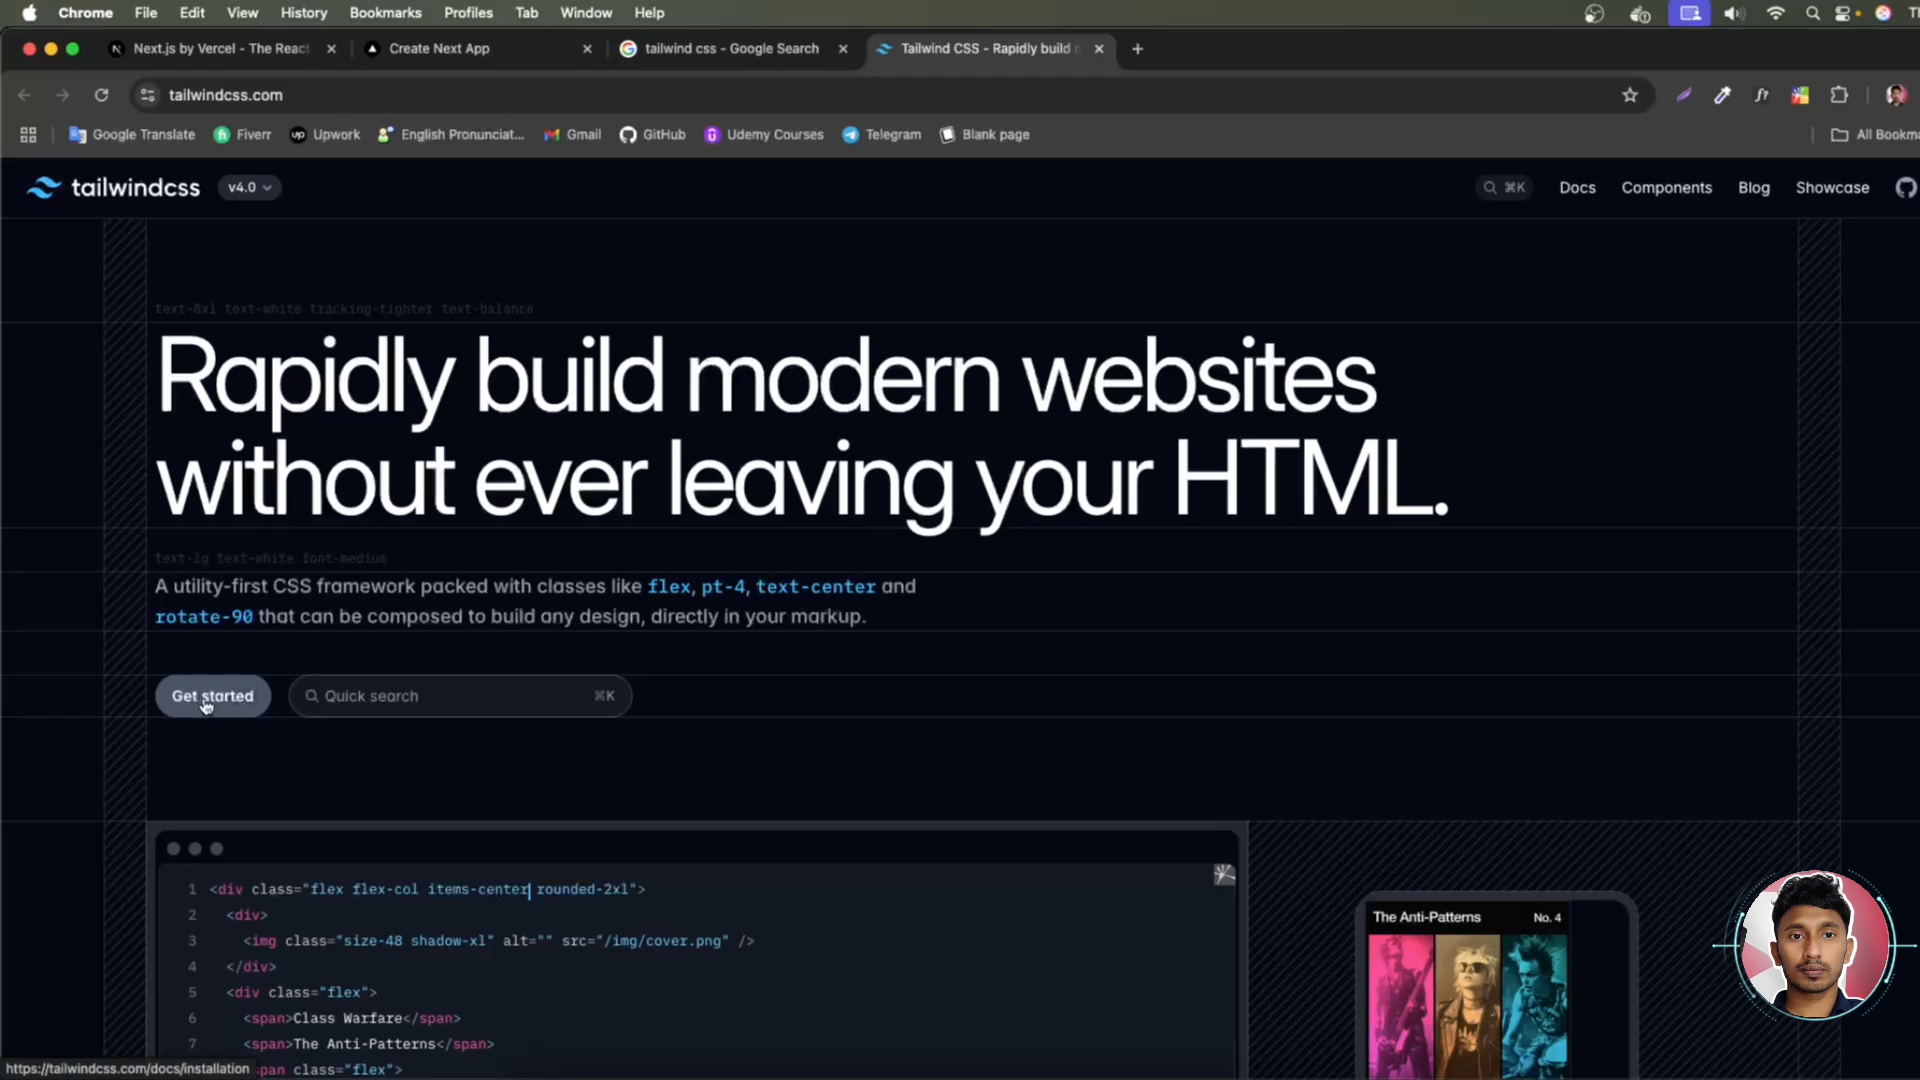 Chrome File Edit View History Bookmarks Profiles Tab Window Help
Next.js by Vercel - The React
Create Next App
tailwind css - Google Search
Tailwind CSS - Rapidly build
tailwindcss.com
Google Translate Fiverr Upwork English Pronunciat... Gmail GitHub Udemy Courses Telegram Blank page All Bookma
tailwindcss v4.0 ⌘K Docs Components Blog Showcase
text-8xl text-white tracking-tighter text-balance
Rapidly build modern websites
without ever leaving your HTML.
text-lg text-white font-medium
A utility-first CSS framework packed with classes like flex, pt-4, text-center and
rotate-90 that can be composed to build any design, directly in your markup.
Get started Quick search ⌘K
1 <div class="flex flex-col items-center rounded-2xl">
2 <div>
3 <img class="size-48 shadow-xl" alt="" src="/img/cover.png" />
4 </div>
5 <div class="flex">
6 <span>Class Warfare</span>
7 <span>The Anti-Patterns</span>
span class="flex">
The Anti-Patterns No. 4
https://tailwindcss.com/docs/installation